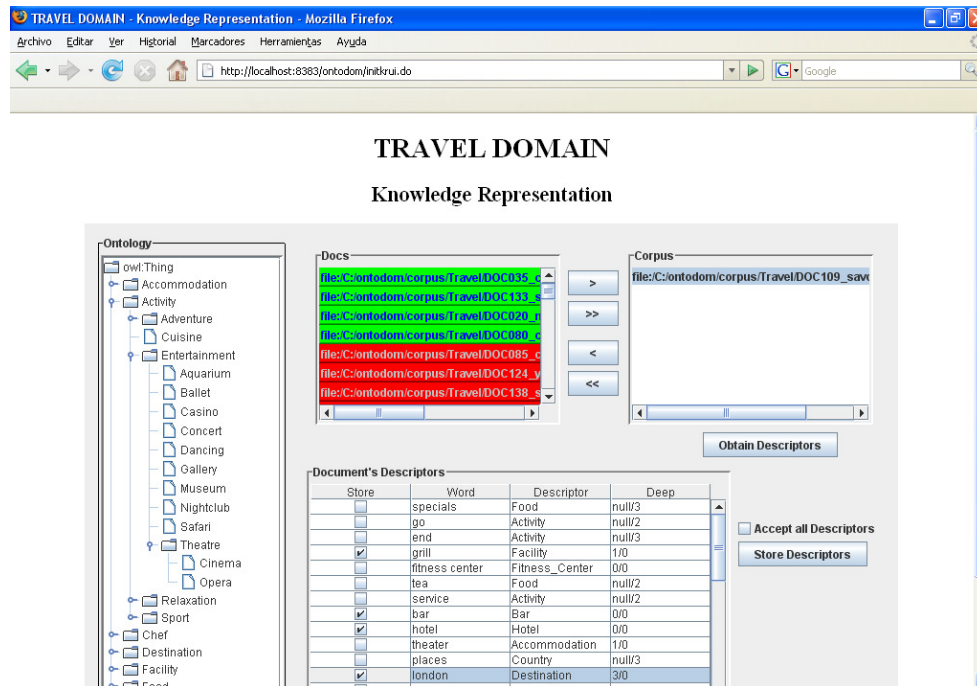 TRAVEL DOMAIN - Knowledge Representation - Mozilla Firefox
Archivo Editar Ver Historial Marcadores Herramientas Ayuda
http://localhost:8383/ontodom/initkrui.do
G Google
TRAVEL DOMAIN
Knowledge Representation
Ontology
owl:Thing
Accommodation
Activity
Adventure
Cuisine
Entertainment
Aquarium
Ballet
Casino
Concert
Dancing
Gallery
Museum
Nightclub
Safari
Theatre
Cinema
Opera
Relaxation
Sport
Chef
Destination
Facility
Food
Docs
file:/C:/ontodom/corpus/Travel/DOC035_c
file:/C:/ontodom/corpus/Travel/DOC133_s
file:/C:/ontodom/corpus/Travel/DOC020_n
file:/C:/ontodom/corpus/Travel/DOC080_c
file:/C:/ontodom/corpus/Travel/DOC085_c
file:/C:/ontodom/corpus/Travel/DOC124_y
file:/C:/ontodom/corpus/Travel/DOC138_s
>
>>
<
<<
Corpus
file:/C:/ontodom/corpus/Travel/DOC109_savo
Obtain Descriptors
Document's Descriptors
Store Word Descriptor Deep
specials Food null/3
go Activity null/2
end Activity null/3
grill Facility 1/0
fitness center Fitness_Center 0/0
tea Food null/2
service Activity null/2
bar Bar 0/0
hotel Hotel 0/0
theater Accommodation 1/0
places Country null/3
london Destination 3/0
Accept all Descriptors
Store Descriptors